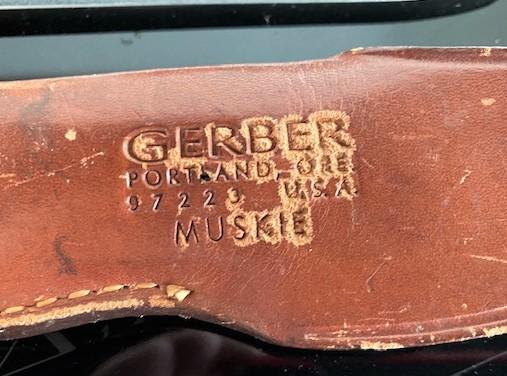 GERBER
PORTLAND, ORE
97223 U.S.A.
MUSKIE